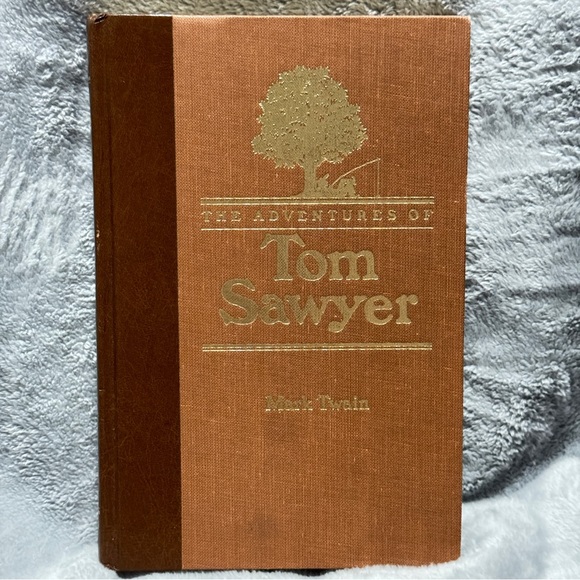 THE ADVENTURES OF
Tom
Sawyer
Mark Twain